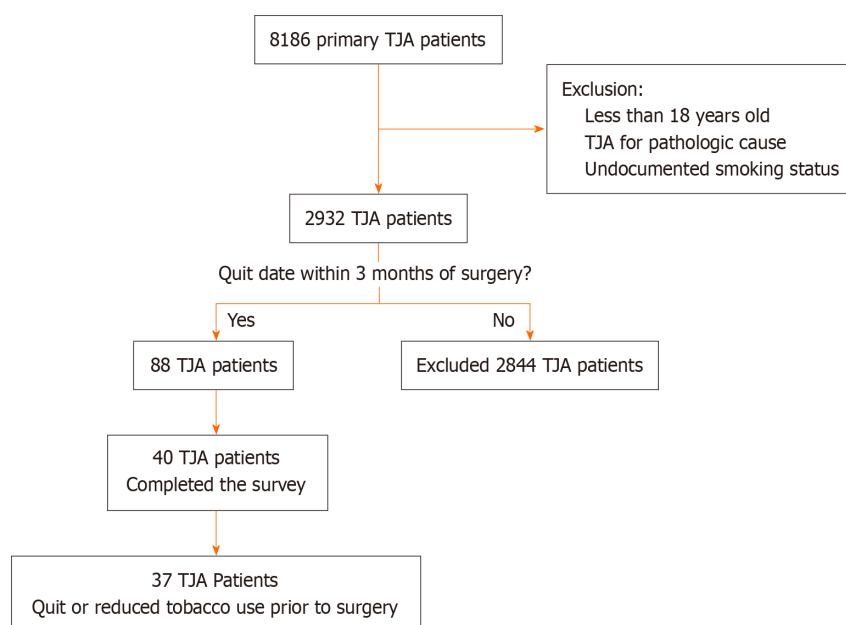 8186 primary TJA patients
Exclusion:
Less than 18 years old
TJA for pathologic cause
Undocumented smoking status
2932 TJA patients
Quit date within 3 months of surgery?
Yes
No
88 TJA patients
Excluded 2844 TJA patients
40 TJA patients
Completed the survey
37 TJA Patients
Quit or reduced tobacco use prior to surgery